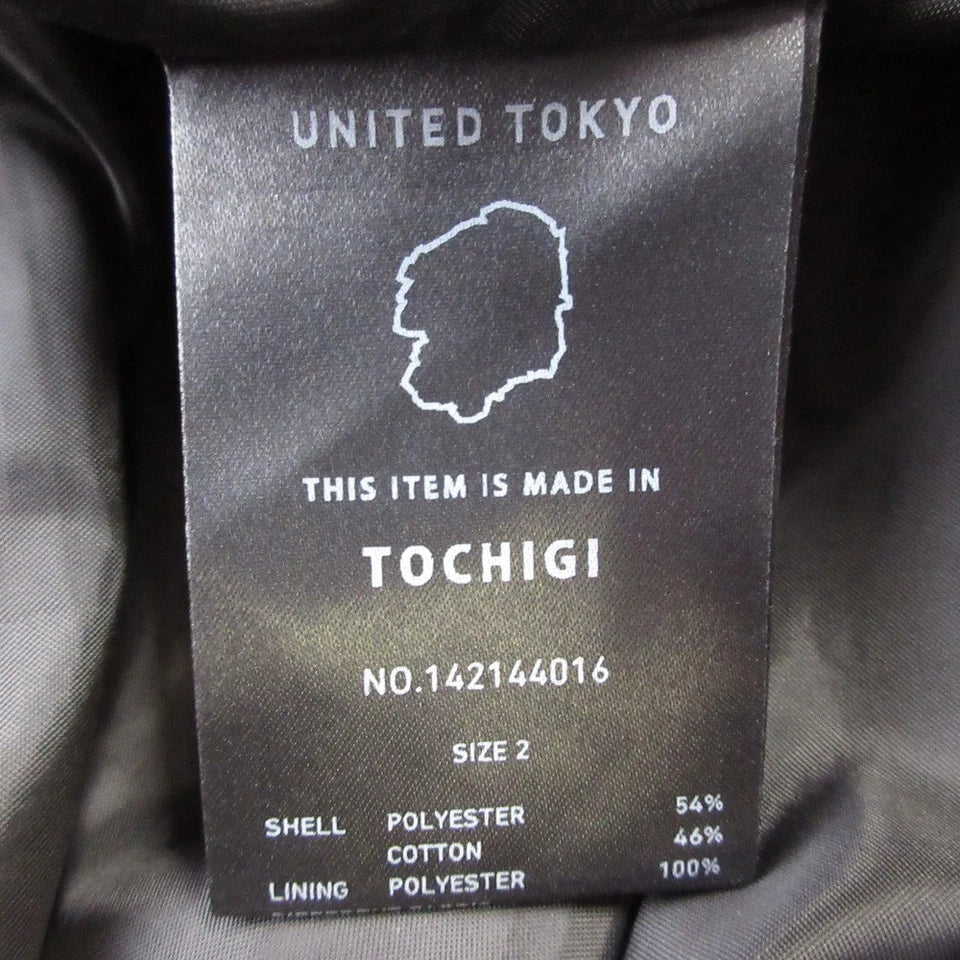 UNITED TOKYO
THIS ITEM IS MADE IN
TOCHIGI
NO.142144016
SIZE 2
SHELL POLYESTER 54%
COTTON 46%
LINING POLYESTER 100%